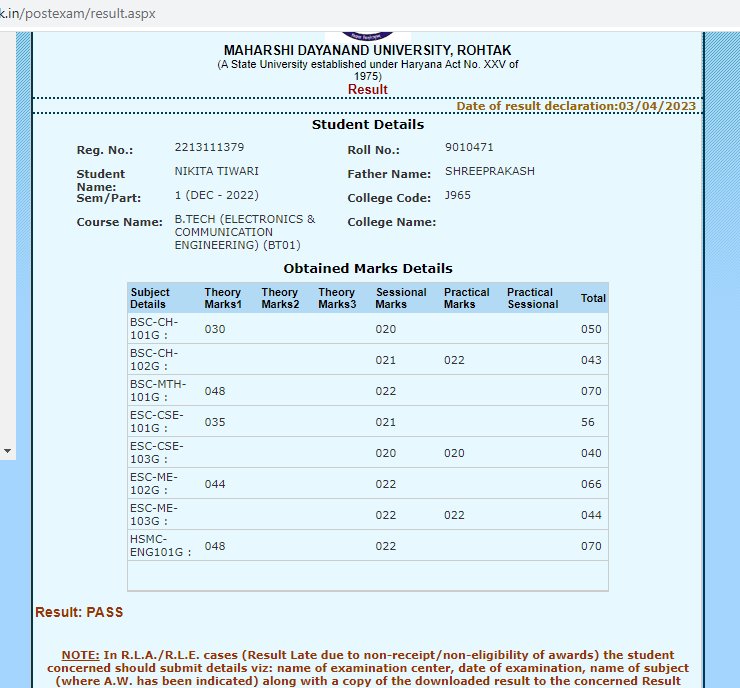 k.in/postexam/result.aspx
MAHARSHI DAYANAND UNIVERSITY, ROHTAK
(A State University established under Haryana Act No. XXV of
1975)
Result
Date of result declaration:03/04/2023
Student Details
Reg. No.: 2213111379 Roll No.: 9010471
Student Name: NIKITA TIWARI Father Name: SHREEPRAKASH
Sem/Part: 1 (DEC - 2022) College Code: J965
Course Name: B.TECH (ELECTRONICS & College Name:
COMMUNICATION
ENGINEERING) (BT01)
Obtained Marks Details
Subject Details Theory Marks1 Theory Marks2 Theory Marks3 Sessional Marks Practical Marks Practical Sessional Total
BSC-CH-101G : 030 020 050
BSC-CH-102G : 021 022 043
BSC-MTH-101G : 048 022 070
ESC-CSE-101G : 035 021 56
ESC-CSE-103G : 020 020 040
ESC-ME-102G : 044 022 066
ESC-ME-103G : 022 022 044
HSMC-ENG101G : 048 022 070
Result: PASS
NOTE: In R.L.A./R.L.E. cases (Result Late due to non-receipt/non-eligibility of awards) the student
concerned should submit details viz: name of examination center, date of examination, name of subject
(where A.W. has been indicated) along with a copy of the downloaded result to the concerned Result